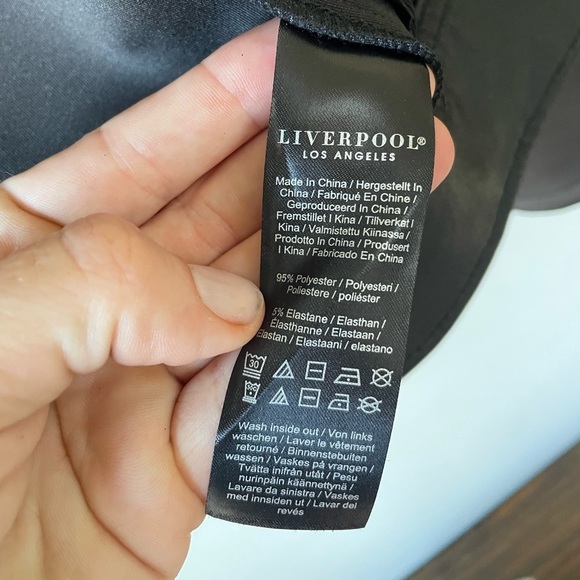 LIVERPOOL®
LOS ANGELES
Made In China / Hergestellt In
China / Fabriqué En Chine /
Geproduceerd In China /
Fremstillet I Kina / Tillverket I
Kina / Valmistettu Kiinassa /
Prodotto In China / Produsert
I Kina / Fabricado En China
95% Polyester / Polyesteri /
Poliestere / poliéster
5% Elastane / Elasthan /
Élasthanne / Elastaan /
Elastan / Elastaani / elastano
30
Wash inside out / Von links
waschen / Laver le vêtement
retourné / Binnenstebuiten
wassen / Vaskes på vrangen /
Tvätta inifrån utåt / Pesu
nurinpäin käännettynä /
Lavare da sinistra / Vaskes
med innsiden ut / Lavar del
revés